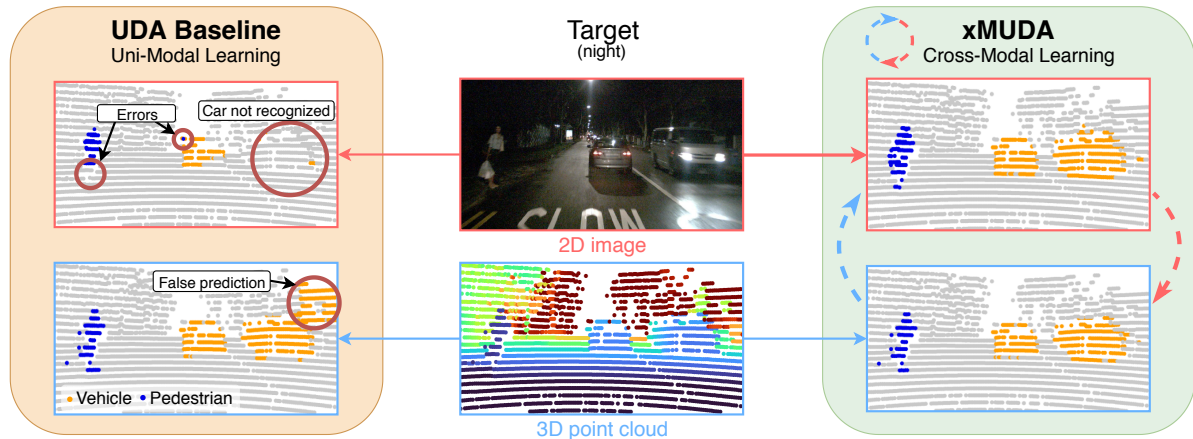 UDA Baseline
Uni-Modal Learning
Errors
Car not recognized
False prediction
Vehicle
Pedestrian
Target
(night)
SLOW
2D image
3D point cloud
xMUDA
Cross-Modal Learning